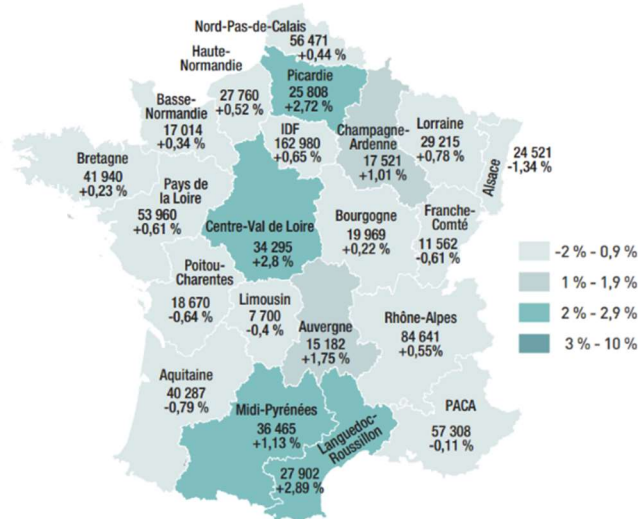 Nord-Pas-de-Calais
56 471
+0,44 %
Haute-
Normandie
27 760
+0,52 %
Picardie
25 808
+2,72 %
Basse-
Normandie
17 014
+0,34 %
IDF
162 980
+0,65 %
Champagne-
Ardenne
17 521
+1,01 %
Lorraine
29 215
+0,78 %
Alsace
24 521
-1,34 %
Bretagne
41 940
+0,23 %
Pays de
la Loire
53 960
+0,61 %
Centre-Val de Loire
34 295
+2,8 %
Bourgogne
19 969
+0,22 %
Franche-
Comté
11 562
-0,61 %
-2 % - 0,9 %
1 % - 1,9 %
2 % - 2,9 %
3 % - 10 %
Poitou-
Charentes
18 670
-0,64 %
Limousin
7 700
-0,4 %
Auvergne
15 182
+1,75 %
Rhône-Alpes
84 641
+0,55%
Aquitaine
40 287
-0,79 %
Midi-Pyrénées
36 465
+1,13 %
Languedoc-
Roussillon
27 902
+2,89 %
PACA
57 308
-0,11 %